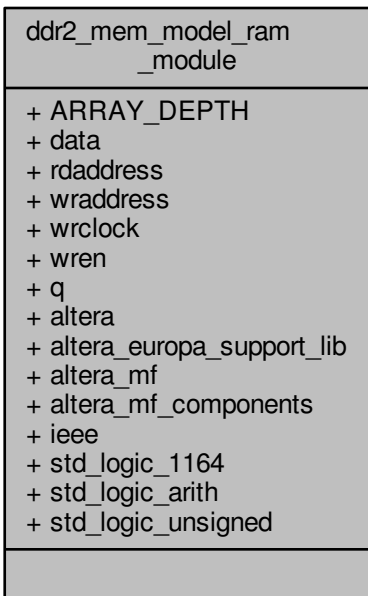 ddr2_mem_model_ram
_module
+ ARRAY_DEPTH
+ data
+ rdaddress
+ wraddress
+ wrclock
+ wren
+ q
+ altera
+ altera_europa_support_lib
+ altera_mf
+ altera_mf_components
+ ieee
+ std_logic_1164
+ std_logic_arith
+ std_logic_unsigned